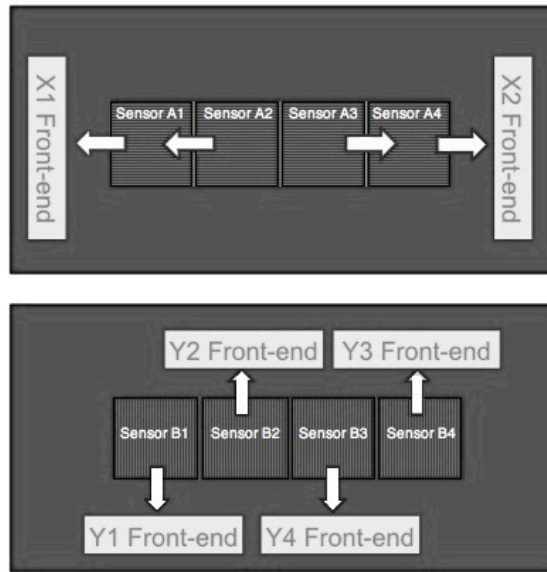 X1 Front-end
Sensor A1
Sensor A2
Sensor A3
Sensor A4
X2 Front-end
Y2 Front-end
Y3 Front-end
Sensor B1
Sensor B2
Sensor B3
Sensor B4
Y1 Front-end
Y4 Front-end